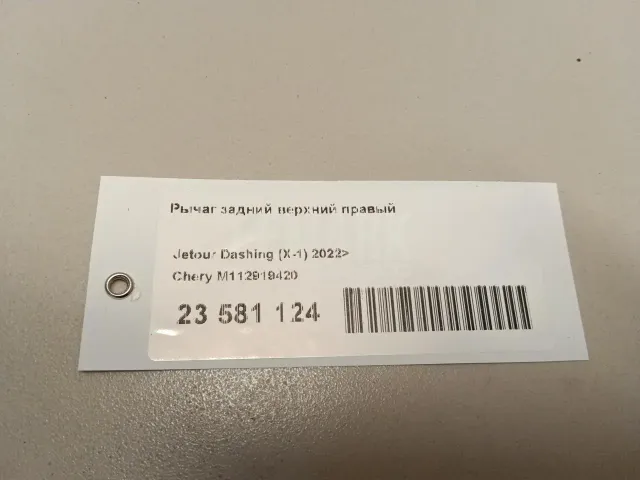 Рычаг задний верхний правый
Jetour Dashing (X-1) 2022>
Chery M112919420
23 581 124